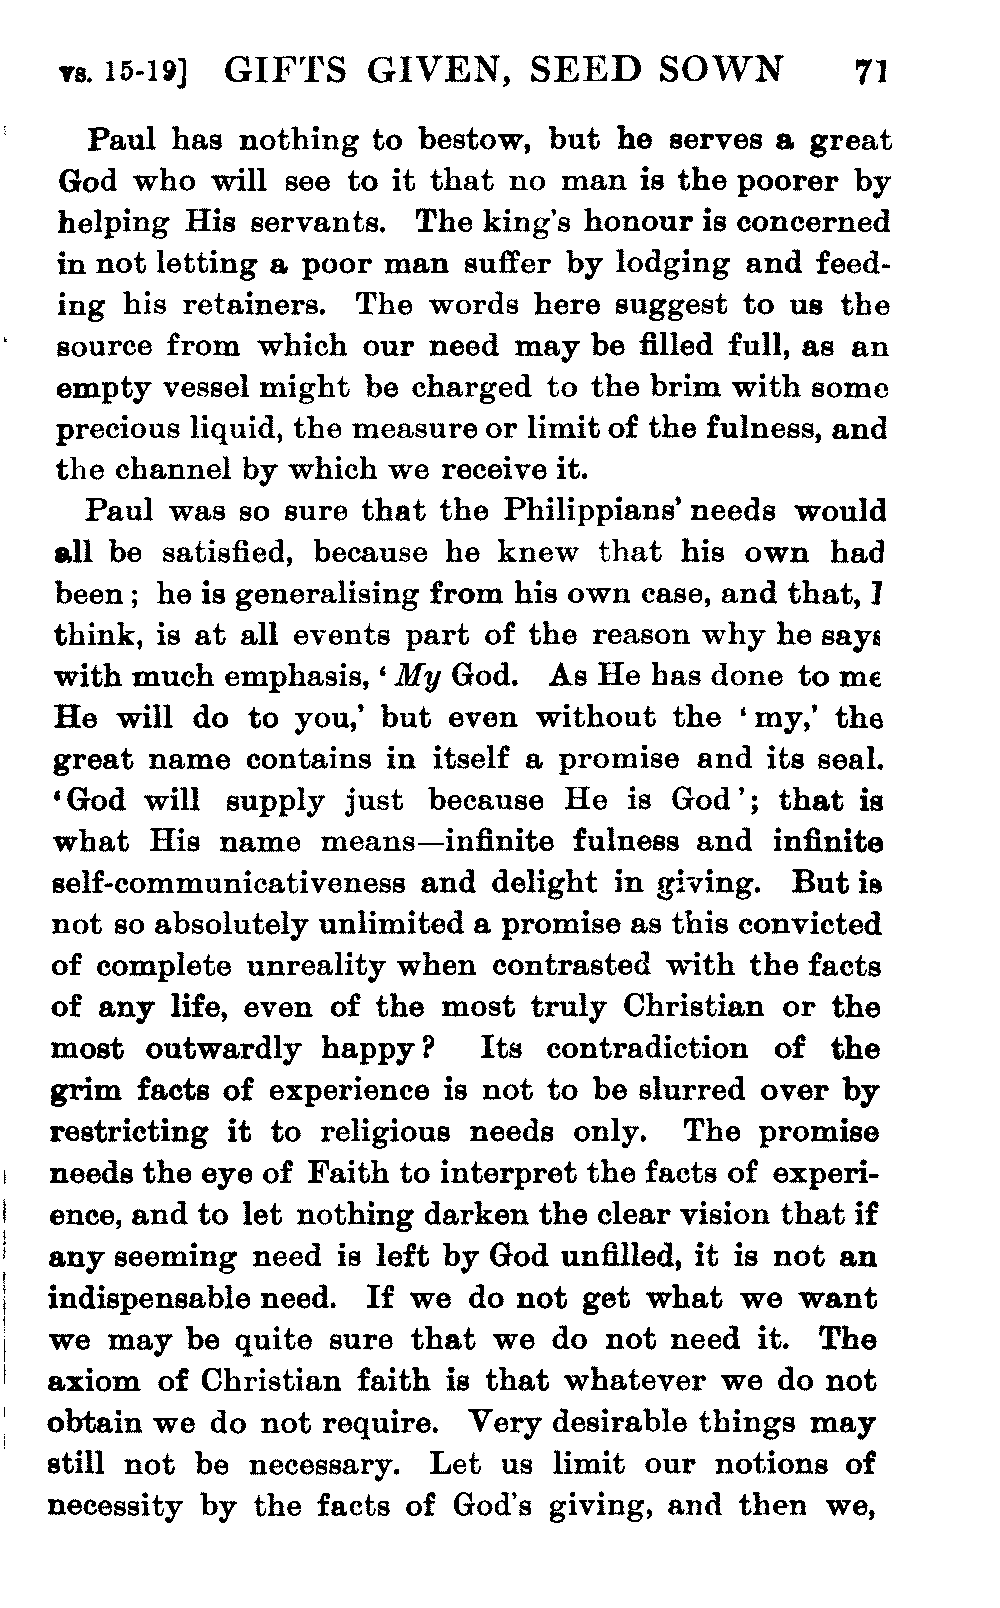 vs. 15-19] GIFTS GIVEN, SEED SOWN 71
Paul has nothing to bestow, but he serves a great
God who will see to it that no man is the poorer by
helping His servants. The king's honour is concerned
in not letting a poor man suffer by lodging and feed-
ing his retainers. The words here suggest to us the
source from which our need may be filled full, as an
empty vessel might be charged to the brim with some
precious liquid, the measure or limit of the fulness, and
the channel by which we receive it.
Paul was so sure that the Philippians' needs would
all be satisfied, because he knew that his own had
been; he is generalising from his own case, and that, I
think, is at all events part of the reason why he says
with much emphasis, 'My God. As He has done to me
He will do to you,' but even without the 'my,' the
great name contains in itself a promise and its seal.
'God will supply just because He is God'; that is
what His name means—infinite fulness and infinite
self-communicativeness and delight in giving. But is
not so absolutely unlimited a promise as this convicted
of complete unreality when contrasted with the facts
of any life, even of the most truly Christian or the
most outwardly happy? Its contradiction of the
grim facts of experience is not to be slurred over by
restricting it to religious needs only. The promise
needs the eye of Faith to interpret the facts of experi-
ence, and to let nothing darken the clear vision that if
any seeming need is left by God unfilled, it is not an
indispensable need. If we do not get what we want
we may be quite sure that we do not need it. The
axiom of Christian faith is that whatever we do not
obtain we do not require. Very desirable things may
still not be necessary. Let us limit our notions of
necessity by the facts of God's giving, and then we,